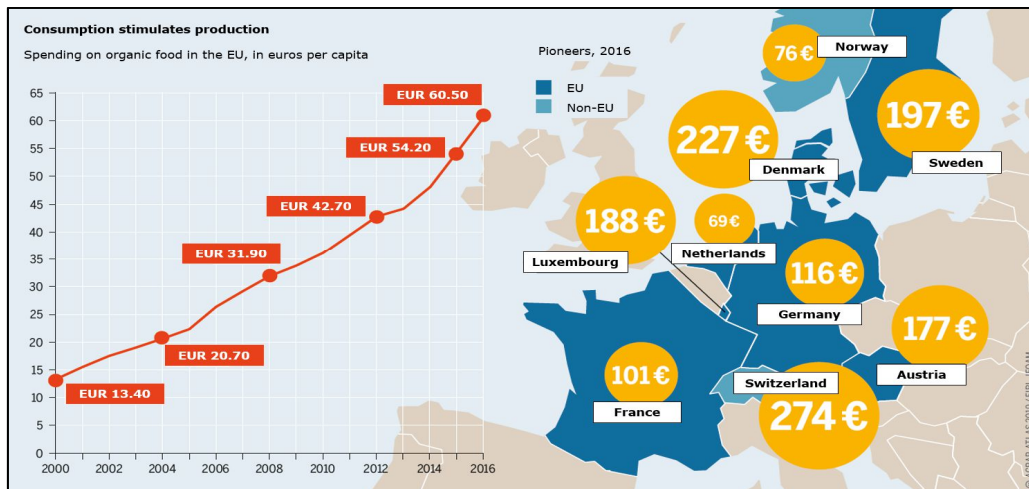 Consumption stimulates production
Spending on organic food in the EU, in euros per capita
65
60
55
50
45
40
35
30
25
20
15
10
5
0
2000
2002
2004
2006
2008
2010
2012
2014
2016
EUR 13.40
EUR 20.70
EUR 31.90
EUR 42.70
EUR 54.20
EUR 60.50
Pioneers, 2016
EU
Non-EU
76 €
Norway
197 €
Sweden
227 €
Denmark
188 €
Luxembourg
69 €
Netherlands
116 €
Germany
177 €
Austria
101 €
France
Switzerland
274 €